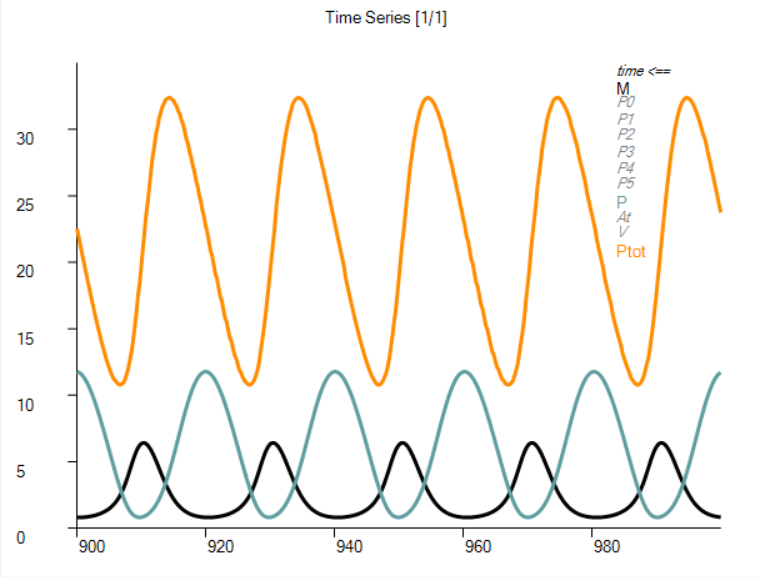 Time Series [1/1]
time <==
M
P0
P1
P2
P3
P4
P5
P
At
V
Ptot
30
25
20
15
10
5
0
900 920 940 960 980